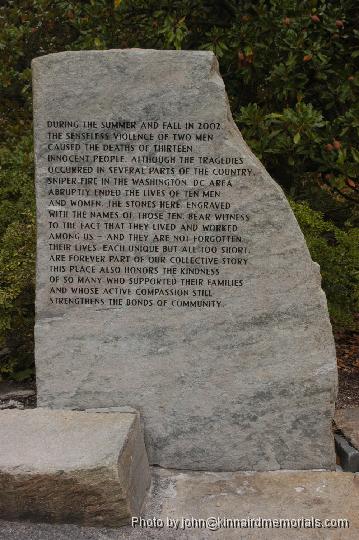 DURING THE SUMMER AND FALL IN 2002,
THE SENSELESS VIOLENCE OF TWO MEN
CAUSED THE DEATHS OF THIRTEEN
INNOCENT PEOPLE. ALTHOUGH THE TRAGEDIES
OCCURRED IN SEVERAL PARTS OF THE COUNTRY,
SNIPER FIRE IN THE WASHINGTON, DC AREA
ABRUPTLY ENDED THE LIVES OF TEN MEN
AND WOMEN. THE STONES HERE, ENGRAVED
WITH THE NAMES OF THOSE TEN, BEAR WITNESS
TO THE FACT THAT THEY LIVED AND WORKED
AMONG US – AND THEY ARE NOT FORGOTTEN.
THEIR LIVES, EACH UNIQUE BUT ALL TOO SHORT,
ARE FOREVER PART OF OUR COLLECTIVE STORY.
THIS PLACE ALSO HONORS THE KINDNESS
OF SO MANY WHO SUPPORTED THEIR FAMILIES
AND WHOSE ACTIVE COMPASSION STILL
STRENGTHENS THE BONDS OF COMMUNITY.
Photo by john@kinnairdmemorials.com